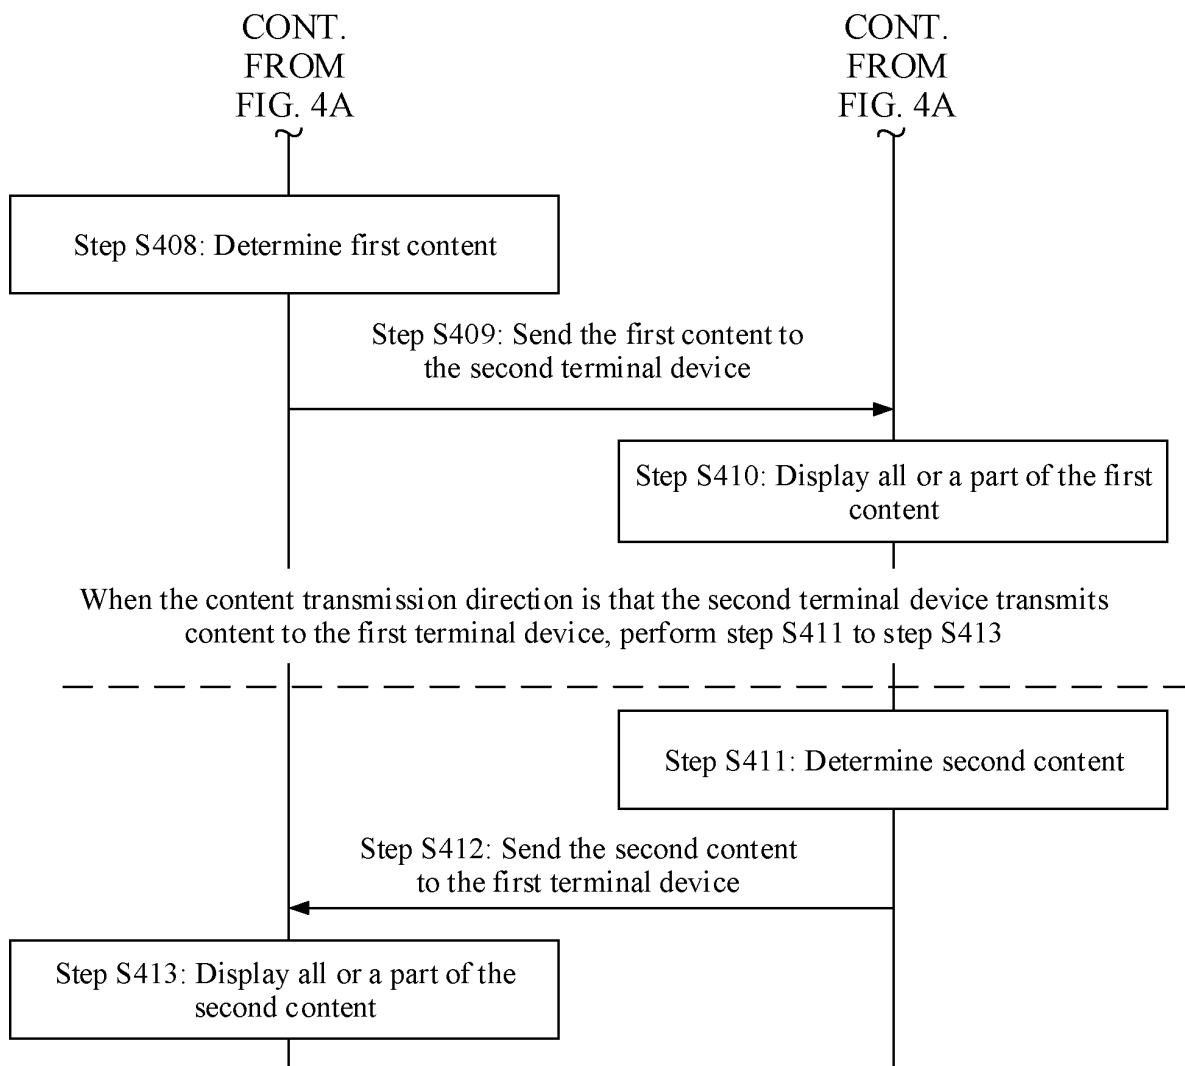 CONT.
FROM
FIG. 4A
CONT.
FROM
FIG. 4A
Step S408: Determine first content
Step S409: Send the first content to
the second terminal device
Step S410: Display all or a part of the first
content
When the content transmission direction is that the second terminal device transmits
content to the first terminal device, perform step S411 to step S413
Step S411: Determine second content
Step S412: Send the second content
to the first terminal device
Step S413: Display all or a part of the
second content